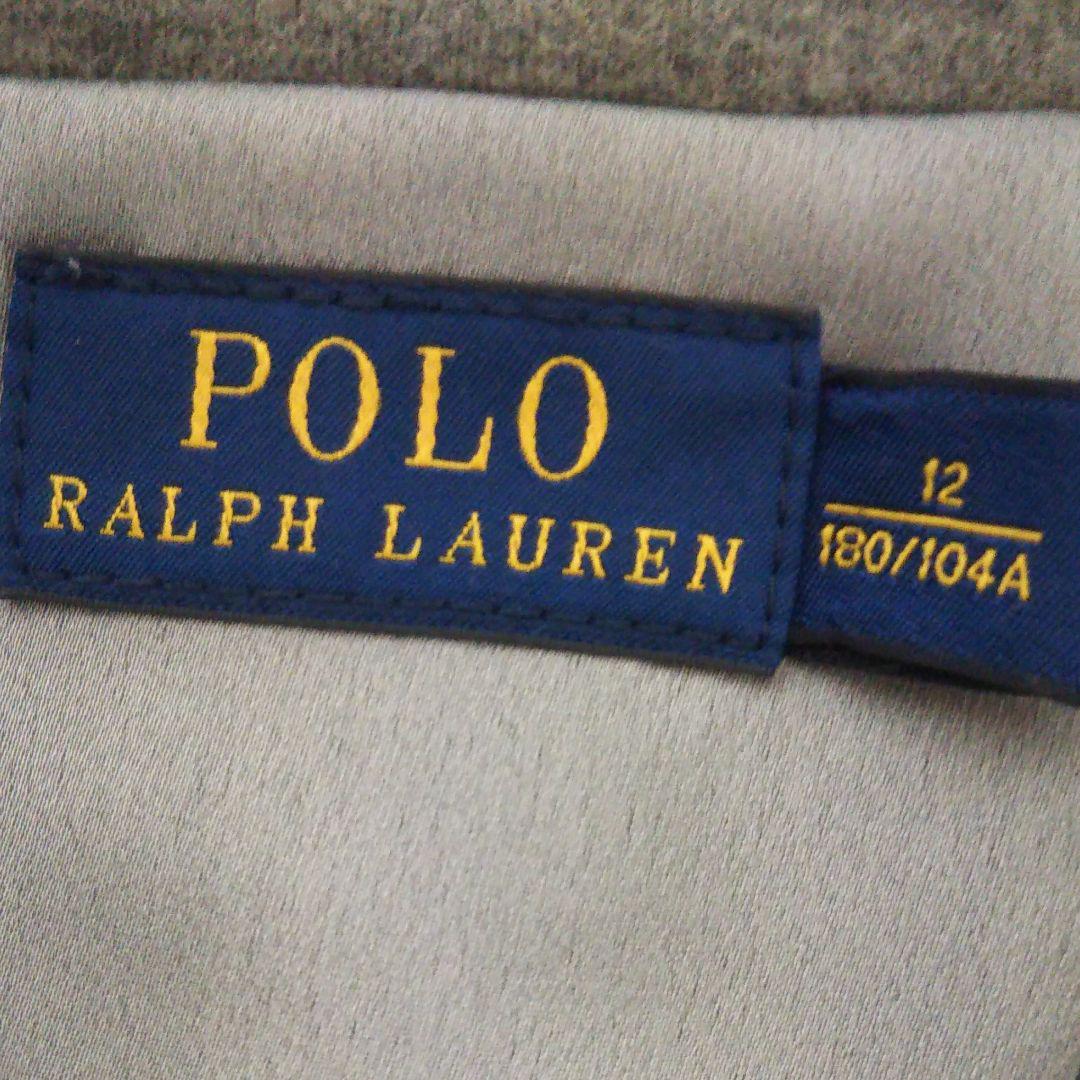 POLO
RALPH LAUREN
12
180/104A